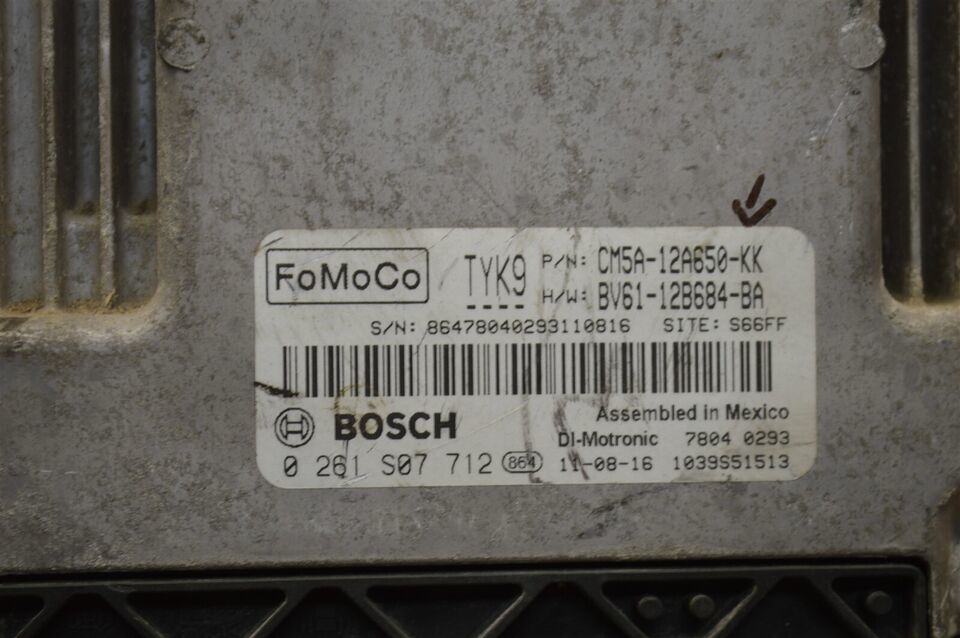 FoMoCo TYK9 P/N: CM5A-12A650-KK
H/W: BV61-12B684-BA
S/N: 86478040293110816 SITE: S66FF
BOSCH Assembled in Mexico
DI-Motronic 7804 0293
0 261 S07 712 864 11-08-16 1039S51513